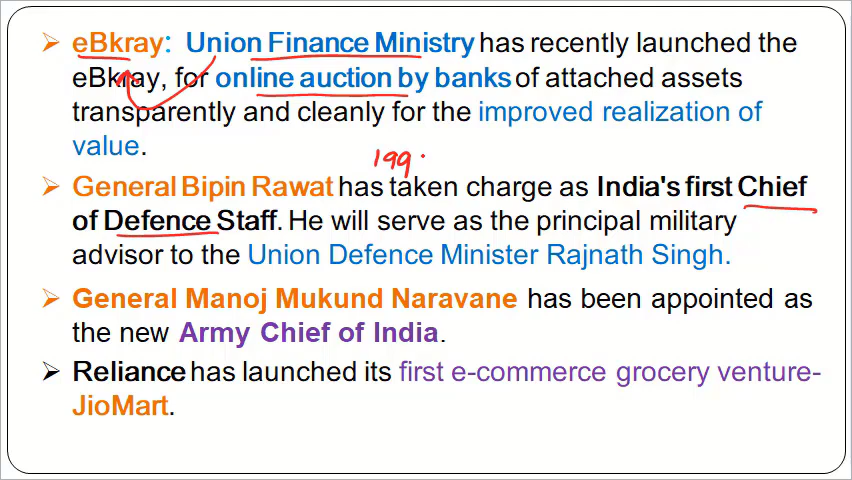 ➢ eBkray: Union Finance Ministry has recently launched the
eBkray, for online auction by banks of attached assets
transparently and cleanly for the improved realization of
value.
199
➢ General Bipin Rawat has taken charge as India's first Chief
of Defence Staff. He will serve as the principal military
advisor to the Union Defence Minister Rajnath Singh.
➢ General Manoj Mukund Naravane has been appointed as
the new Army Chief of India.
➢ Reliance has launched its first e-commerce grocery venture-
JioMart.